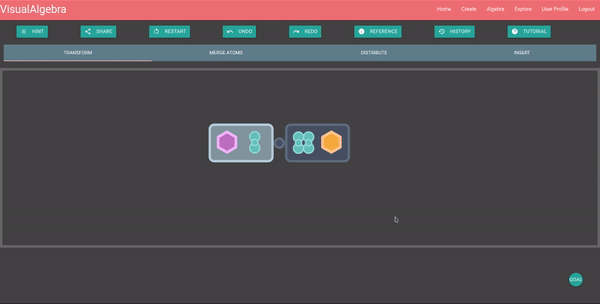 VisualAlgebra
Home Create Algebra Explore User Profile Logout
HINT SHARE RESTART UNDO REDO REFERENCE HISTORY TUTORIAL
TRANSFORM MERGE ATOMS DISTRIBUTE INSERT
GOAL